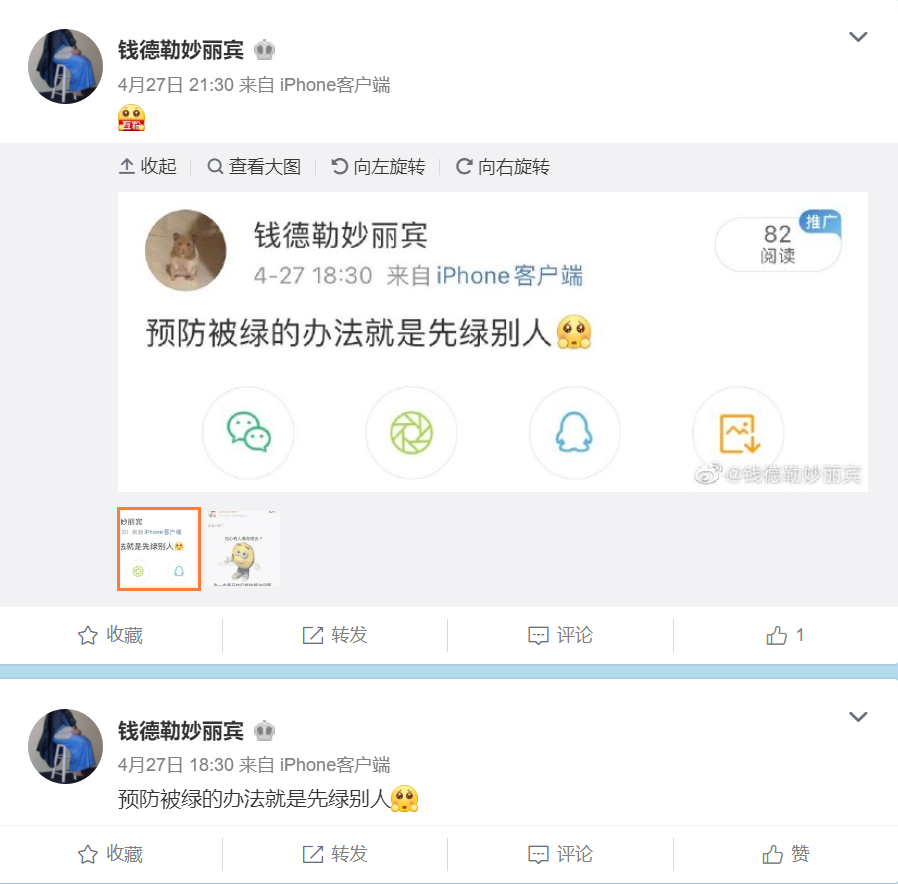 钱德勒妙丽宾
4月27日 21:30 来自 iPhone客户端
互粉
收起 查看大图 向左旋转 向右旋转
钱德勒妙丽宾
4-27 18:30 来自 iPhone客户端
82
阅读
推广
预防被绿的办法就是先绿别人
@钱德勒妙丽宾
妙丽宾
30 来自 iPhone客户端
法就是先绿别人
收藏 转发 评论 1
钱德勒妙丽宾
4月27日 18:30 来自 iPhone客户端
预防被绿的办法就是先绿别人
收藏 转发 评论 赞